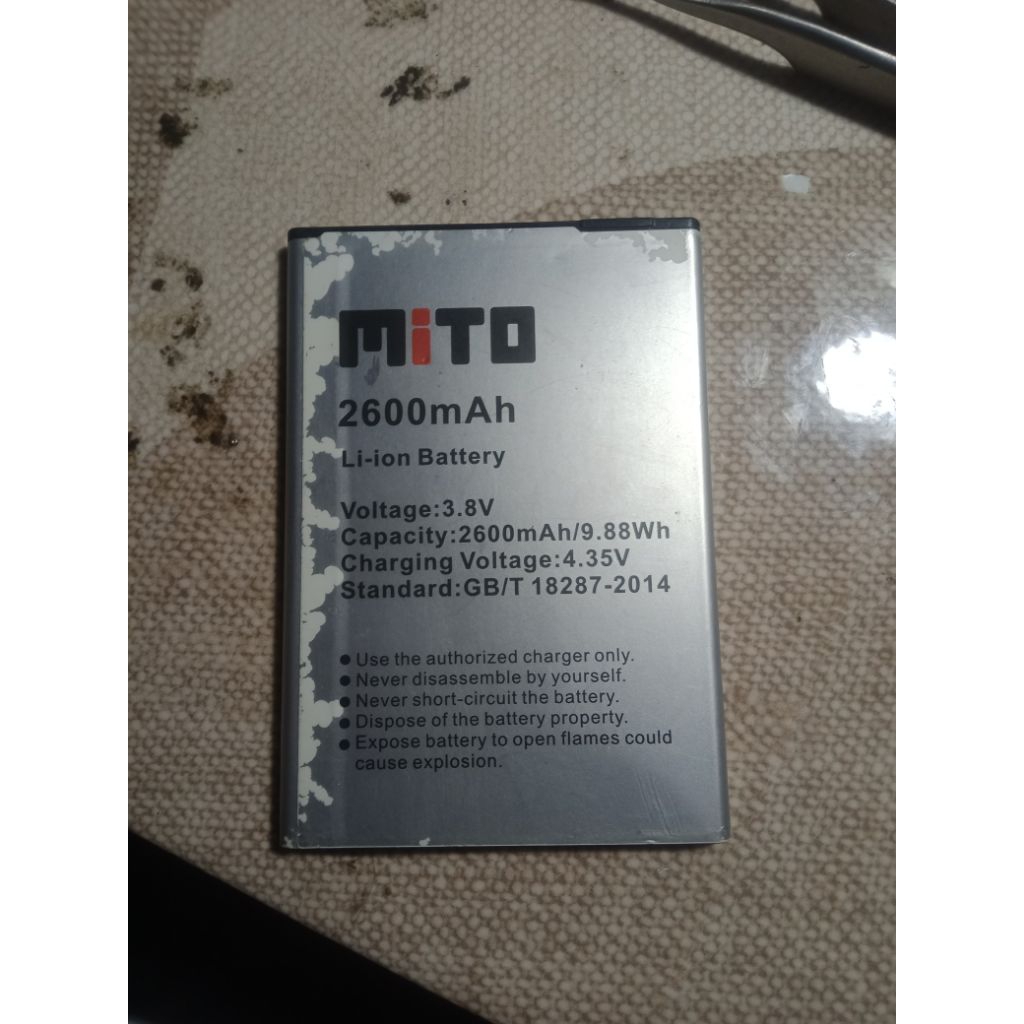 MiTO
2600mAh
Li-ion Battery
Voltage:3.8V
Capacity:2600mAh/9.88Wh
Charging Voltage:4.35V
Standard:GB/T 18287-2014
● Use the authorized charger only.
● Never disassemble by yourself.
● Never short-circuit the battery.
● Dispose of the battery property.
● Expose battery to open flames could
cause explosion.